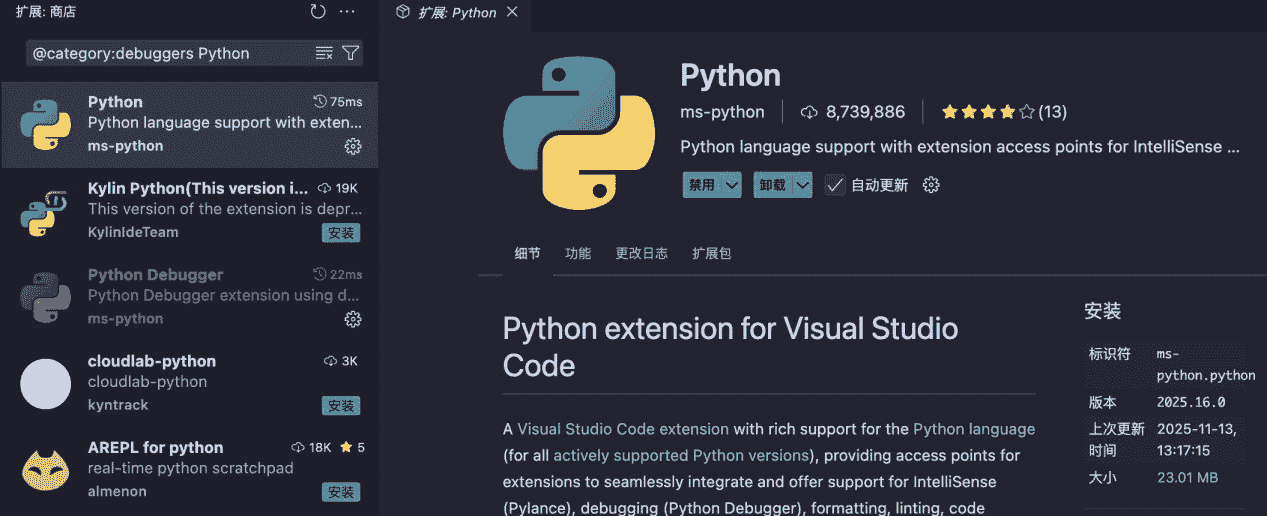 扩展: 商店
@category:debuggers Python
Python 75ms
Python language support with exten...
ms-python
Kylin Python(This version i... 19K
This version of the extension is depr...
KylinIdeTeam 安装
Python Debugger 22ms
Python Debugger extension using d...
ms-python
cloudlab-python 3K
cloudlab-python
kyntrack 安装
AREPL for python 18K 5
real-time python scratchpad
almenon 安装
扩展: Python
Python
ms-python 8,739,886 (13)
Python language support with extension access points for IntelliSense ...
禁用 卸载 自动更新
细节 功能 更改日志 扩展包
Python extension for Visual Studio
Code
A Visual Studio Code extension with rich support for the Python language
(for all actively supported Python versions), providing access points for
extensions to seamlessly integrate and offer support for IntelliSense
(Pylance), debugging (Python Debugger), formatting, linting, code
安装
标识符 ms-
python.python
版本 2025.16.0
上次更新 2025-11-13,
时间 13:17:15
大小 23.01 MB